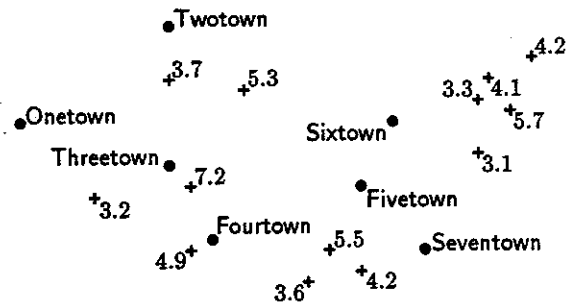 Twotown
4.2
3.7
5.3
3.3
4.1
5.7
Onetown
Sixtown
Threetown
3.1
7.2
3.2
Fivetown
Fourtown
4.9
5.5
Seventown
3.6
4.2